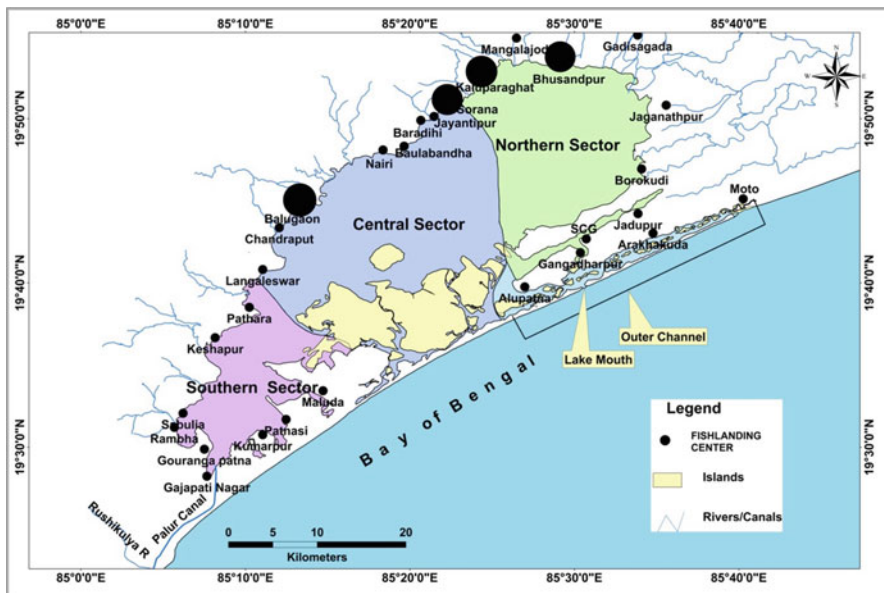 85°0'0"E 85°10'0"E 85°20'0"E 85°30'0"E 85°40'0"E
Mangalajodi
Gadisagada
N
W E
S
Bhusandpur
Kaluparaghat
Sorana
Jaganathpur
19°50'0"N 19°50'0"N
Jayantipur
Baradihi
Northern Sector
Baulabandha
Nairi
Borokudi
Moto
Balugaon
Central Sector
SCG
Jadupur
Chandraput
Arakhakuda
Gangadharpur
Langaleswar
19°40'0"N 19°40'0"N
Alupatna
Pathara
Outer Channel
Keshapur
Lake Mouth
Southern Sector
Maluda
Bay of Bengal
Legend
Sabulia
Patnasi
Rambha
FISHLANDING
CENTER
19°30'0"N 19°30'0"N
Kumarpur
Gouranga patna
Islands
Gajapati Nagar
Palur Canal
Rushikulya R
Rivers/Canals
0 5 10 20
Kilometers
85°0'0"E 85°10'0"E 85°20'0"E 85°30'0"E 85°40'0"E